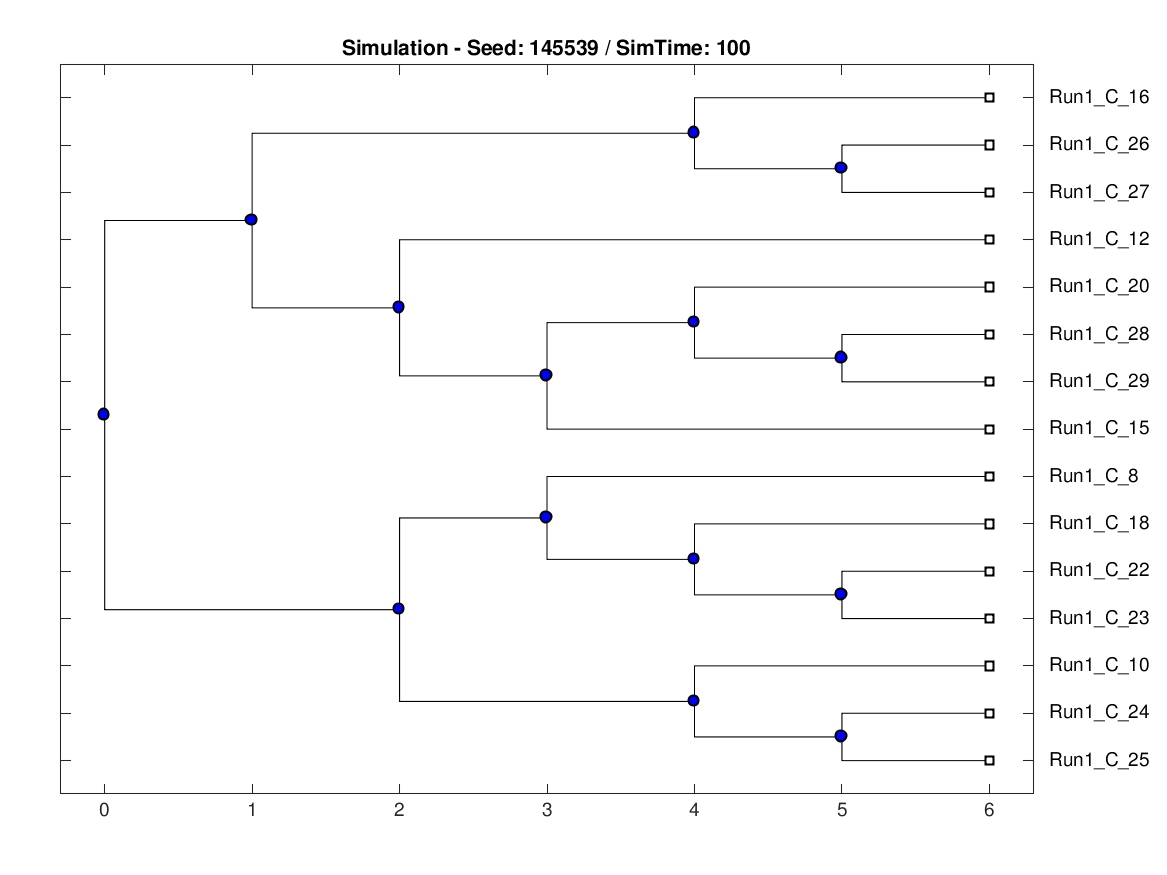 Simulation - Seed: 145539 / SimTime: 100
Run1_C_16
Run1_C_26
Run1_C_27
Run1_C_12
Run1_C_20
Run1_C_28
Run1_C_29
Run1_C_15
Run1_C_8
Run1_C_18
Run1_C_22
Run1_C_23
Run1_C_10
Run1_C_24
Run1_C_25
0 1 2 3 4 5 6